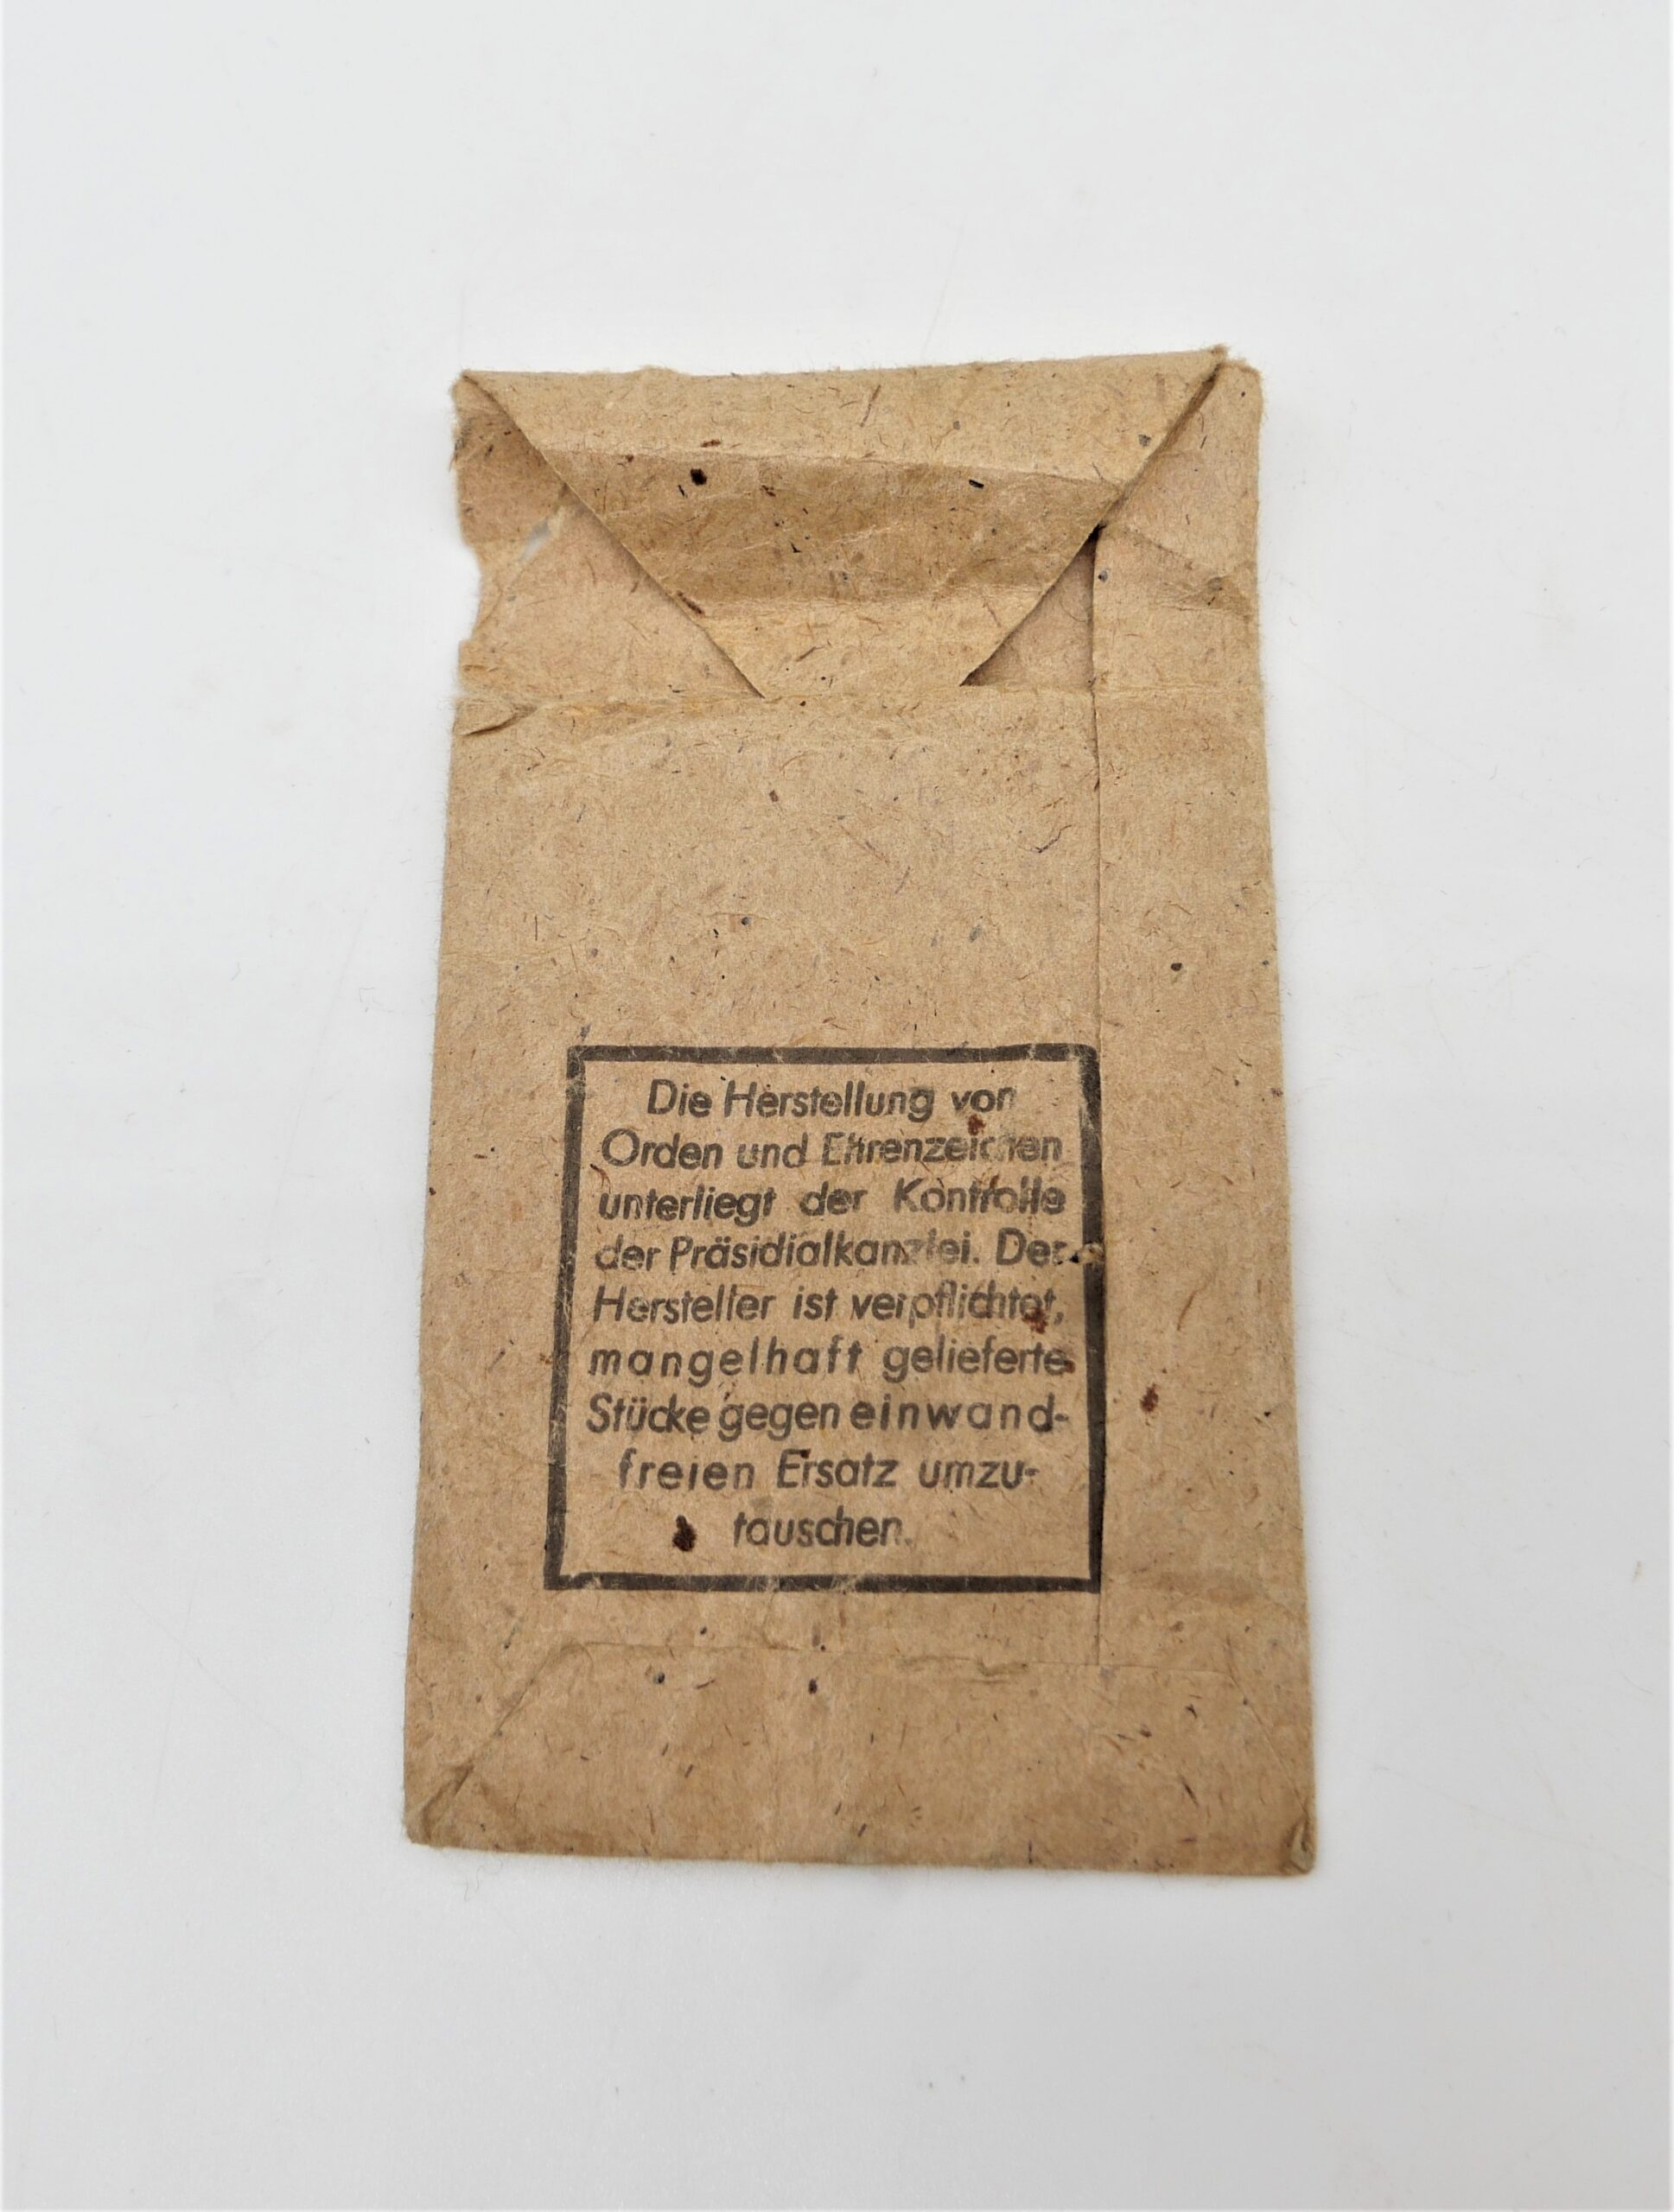 Die Herstellung von
Orden und Ehrenzeichen
unterliegt der Kontrolle
der Präsidialkanzlei. Der
Hersteller ist verpflichtet,
mangelhaft gelieferte
Stücke gegen einwand-
freien Ersatz umzu-
tauschen.